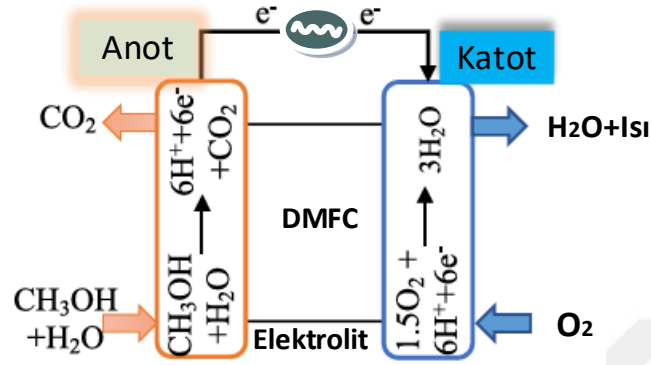 e⁻ e⁻
Anot
Katot
CO₂
6H⁺+6e⁻
+CO₂
3H₂O
H₂O+Isı
DMFC
CH₃OH
+H₂O
CH₃OH
+H₂O
Elektrolit
1.5O₂ +
6H⁺+6e⁻
O₂